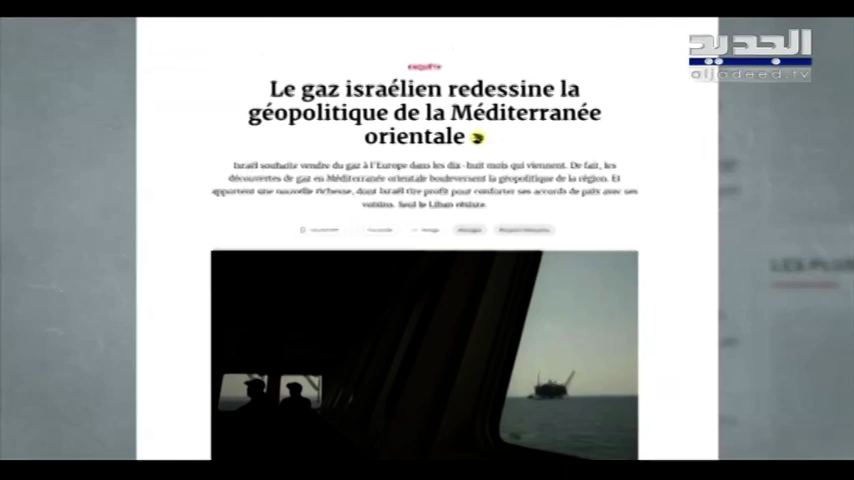 الجديد
aljadeed.tv
ENQUÊTE
Le gaz israélien redessine la
géopolitique de la Méditerranée
orientale
Israël souhaite vendre du gaz à l'Europe dans les dix-huit mois qui viennent. De fait, les
découvertes de gaz en Méditerranée orientale bouleversent la géopolitique de la région. Et
apportent une nouvelle richesse, dont Israël tire profit pour conforter ses accords de paix avec ses
voisins. Seul le Liban résiste.
LES PLUS